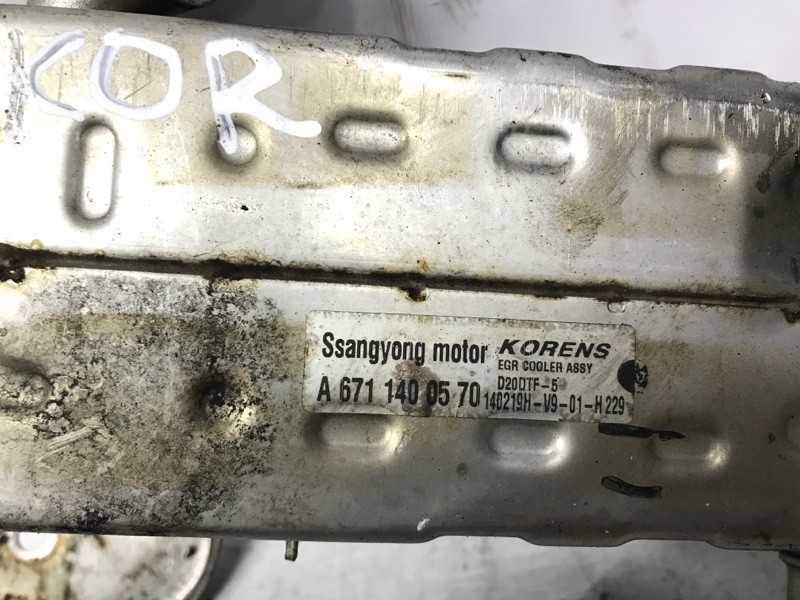 KOR
Ssangyong motor KORENS
EGR COOLER ASSY
D20DTF-5
A 671 140 05 70 140219H-V9-01-H229